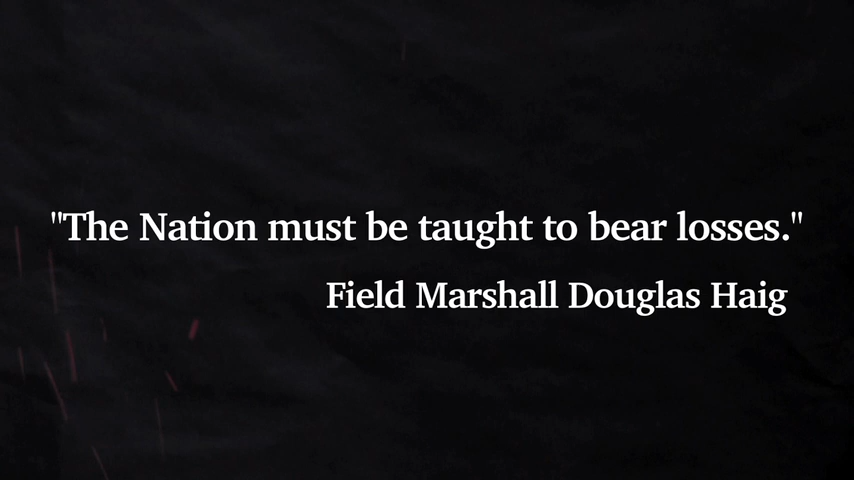 "The Nation must be taught to bear losses."
Field Marshall Douglas Haig